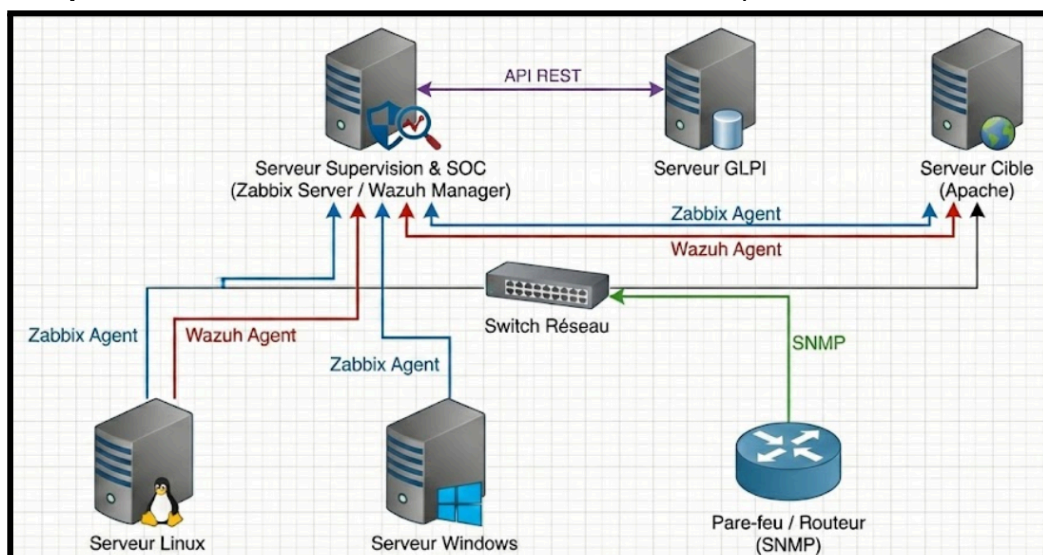 API REST
Serveur Supervision & SOC
(Zabbix Server / Wazuh Manager)
Serveur GLPI
Serveur Cible
(Apache)
Zabbix Agent
Wazuh Agent
Switch Réseau
Zabbix Agent
Wazuh Agent
Zabbix Agent
SNMP
Serveur Linux
Serveur Windows
Pare-feu / Routeur
(SNMP)